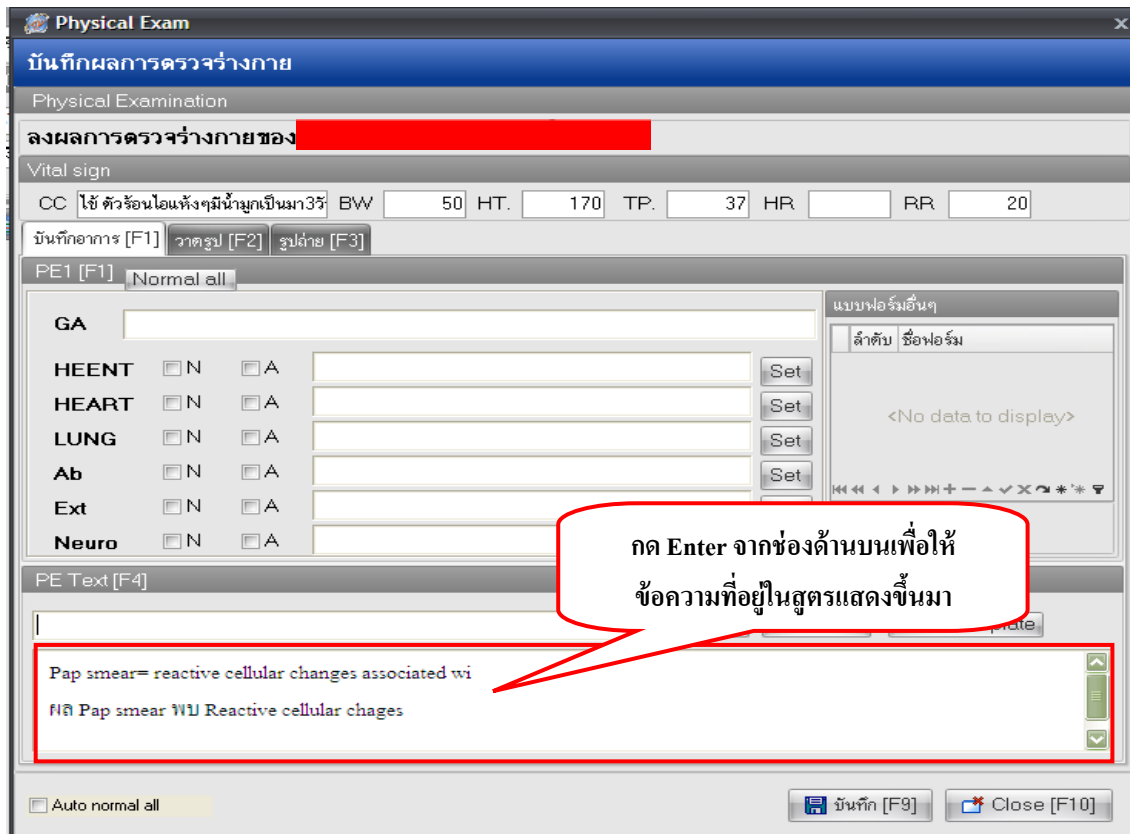 Physical Exam
บันทึกผลการตรวจร่างกาย
Physical Examination
ลงผลการตรวจร่างกายของ
Vital sign
CC ไข้ ตัวร้อนไอแห้งๆมีน้ำมูกเป็นมา3วั BW 50 HT. 170 TP. 37 HR RR 20
บันทึกอาการ [F1] วาดรูป [F2] รูปถ่าย [F3]
PE1 [F1] Normal all
แบบฟอร์มอื่นๆ
GA
ลำดับ ชื่อฟอร์ม
HEENT N A Set
HEART N A Set
<No data to display>
LUNG N A Set
Ab N A Set
Ext N A
Neuro N A
กด Enter จากช่องด้านบนเพื่อให้
ข้อความที่อยู่ในสูตรแสดงขึ้นมา
PE Text [F4]
Pap smear= reactive cellular changes associated wi
ผล Pap smear พบ Reactive cellular chages
Auto normal all
บันทึก [F9] Close [F10]